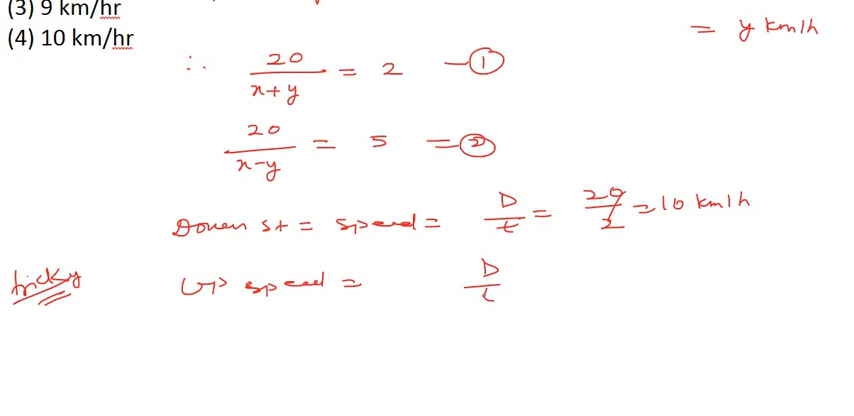 (3) 9 km/hr
= y km/h
(4) 10 km/hr
∴ 20/(x+y) = 2 —①
20/(x-y) = 5 =②
Down st = speed = D/t = 20/2 = 10 km/h
tricky UP speed = D/t